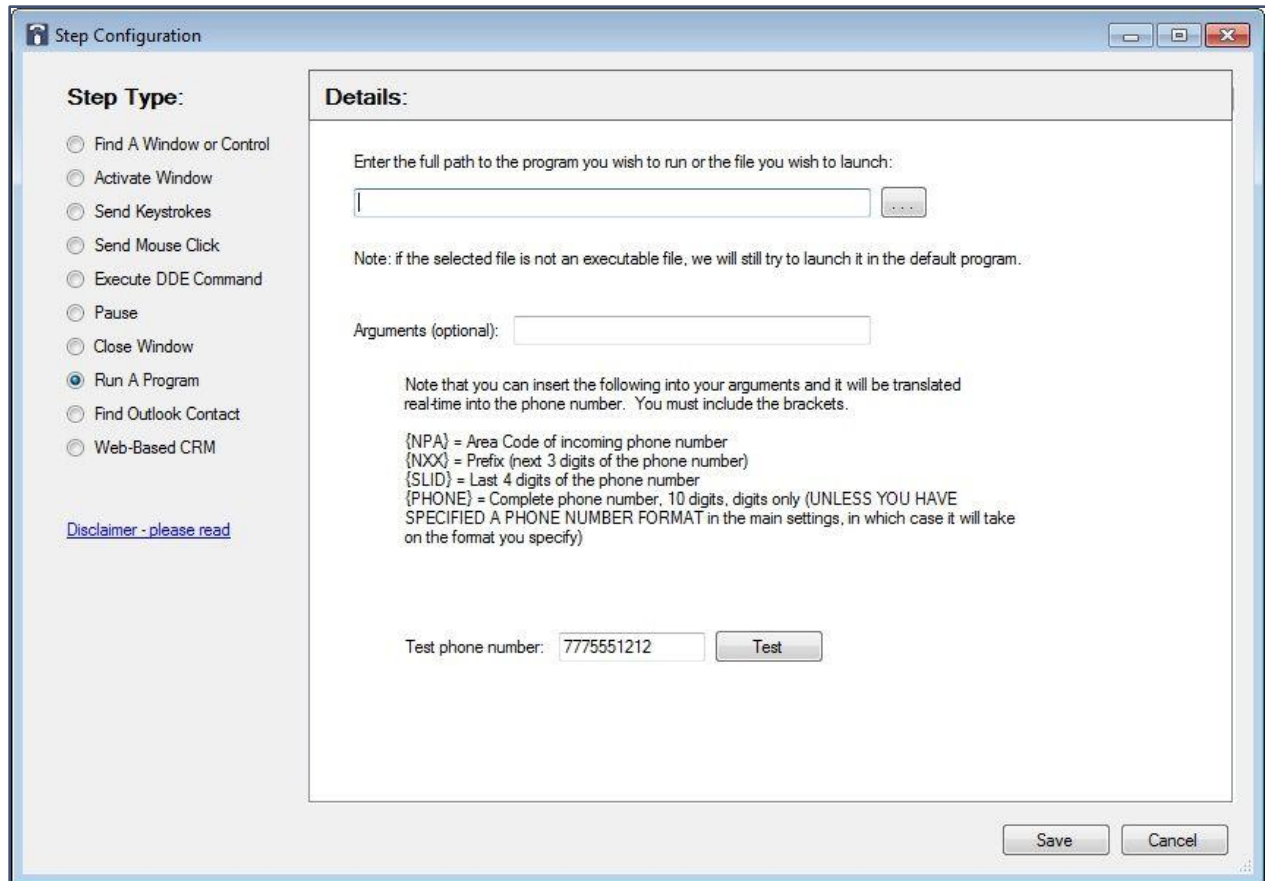 Step Configuration
Step Type:
Find A Window or Control
Activate Window
Send Keystrokes
Send Mouse Click
Execute DDE Command
Pause
Close Window
Run A Program
Find Outlook Contact
Web-Based CRM
Disclaimer - please read
Details:
Enter the full path to the program you wish to run or the file you wish to launch:
...
Note: if the selected file is not an executable file, we will still try to launch it in the default program.
Arguments (optional):
Note that you can insert the following into your arguments and it will be translated
real-time into the phone number.  You must include the brackets.
{NPA} = Area Code of incoming phone number
{NXX} = Prefix (next 3 digits of the phone number)
{SLID} = Last 4 digits of the phone number
{PHONE} = Complete phone number, 10 digits, digits only (UNLESS YOU HAVE
SPECIFIED A PHONE NUMBER FORMAT in the main settings, in which case it will take
on the format you specify)
Test phone number: 7775551212 Test
Save Cancel